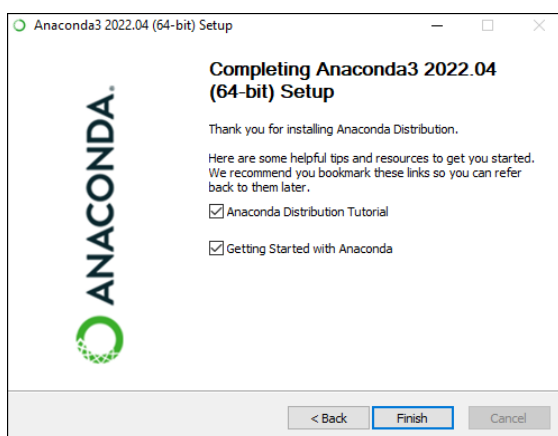 Anaconda3 2022.04 (64-bit) Setup
ANACONDA.
Completing Anaconda3 2022.04
(64-bit) Setup
Thank you for installing Anaconda Distribution.
Here are some helpful tips and resources to get you started.
We recommend you bookmark these links so you can refer
back to them later.
Anaconda Distribution Tutorial
Getting Started with Anaconda
< Back
Finish
Cancel